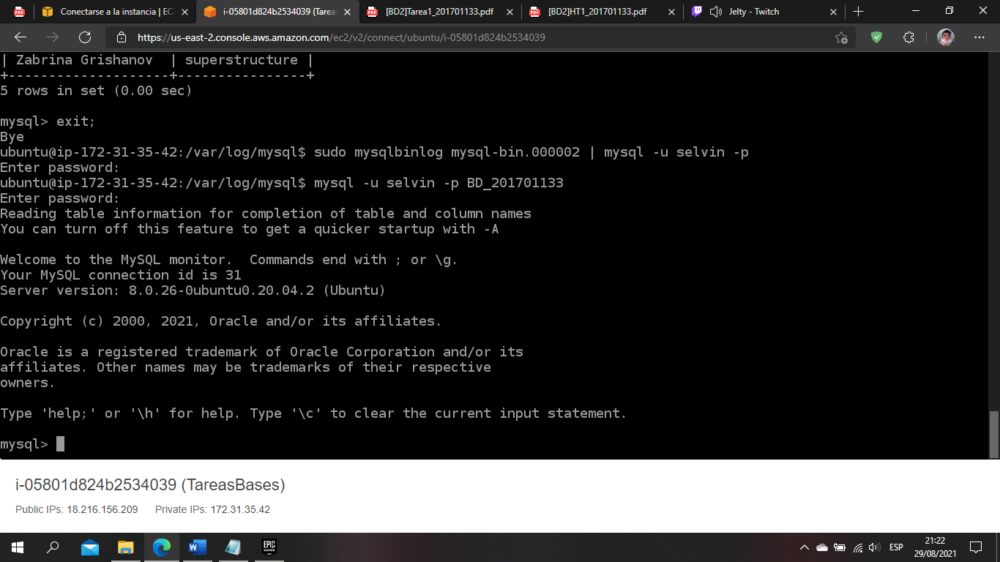 Conectarse a la instancia | EC
i-05801d824b2534039 (Tarea
[BD2]Tarea1_201701133.pdf
[BD2]HT1_201701133.pdf
Jelty - Twitch
https://us-east-2.console.aws.amazon.com/ec2/v2/connect/ubuntu/i-05801d824b2534039
| Zabrina Grishanov  | superstructure |
+--------------------+----------------+
5 rows in set (0.00 sec)
mysql> exit;
Bye
ubuntu@ip-172-31-35-42:/var/log/mysql$ sudo mysqlbinlog mysql-bin.000002 | mysql -u selvin -p
Enter password:
ubuntu@ip-172-31-35-42:/var/log/mysql$ mysql -u selvin -p BD_201701133
Enter password:
Reading table information for completion of table and column names
You can turn off this feature to get a quicker startup with -A
Welcome to the MySQL monitor.  Commands end with ; or \g.
Your MySQL connection id is 31
Server version: 8.0.26-0ubuntu0.20.04.2 (Ubuntu)
Copyright (c) 2000, 2021, Oracle and/or its affiliates.
Oracle is a registered trademark of Oracle Corporation and/or its
affiliates. Other names may be trademarks of their respective
owners.
Type 'help;' or '\h' for help. Type '\c' to clear the current input statement.
mysql>
i-05801d824b2534039 (TareasBases)
Public IPs: 18.216.156.209 Private IPs: 172.31.35.42
EPIC GAMES
ESP
21:22
29/08/2021